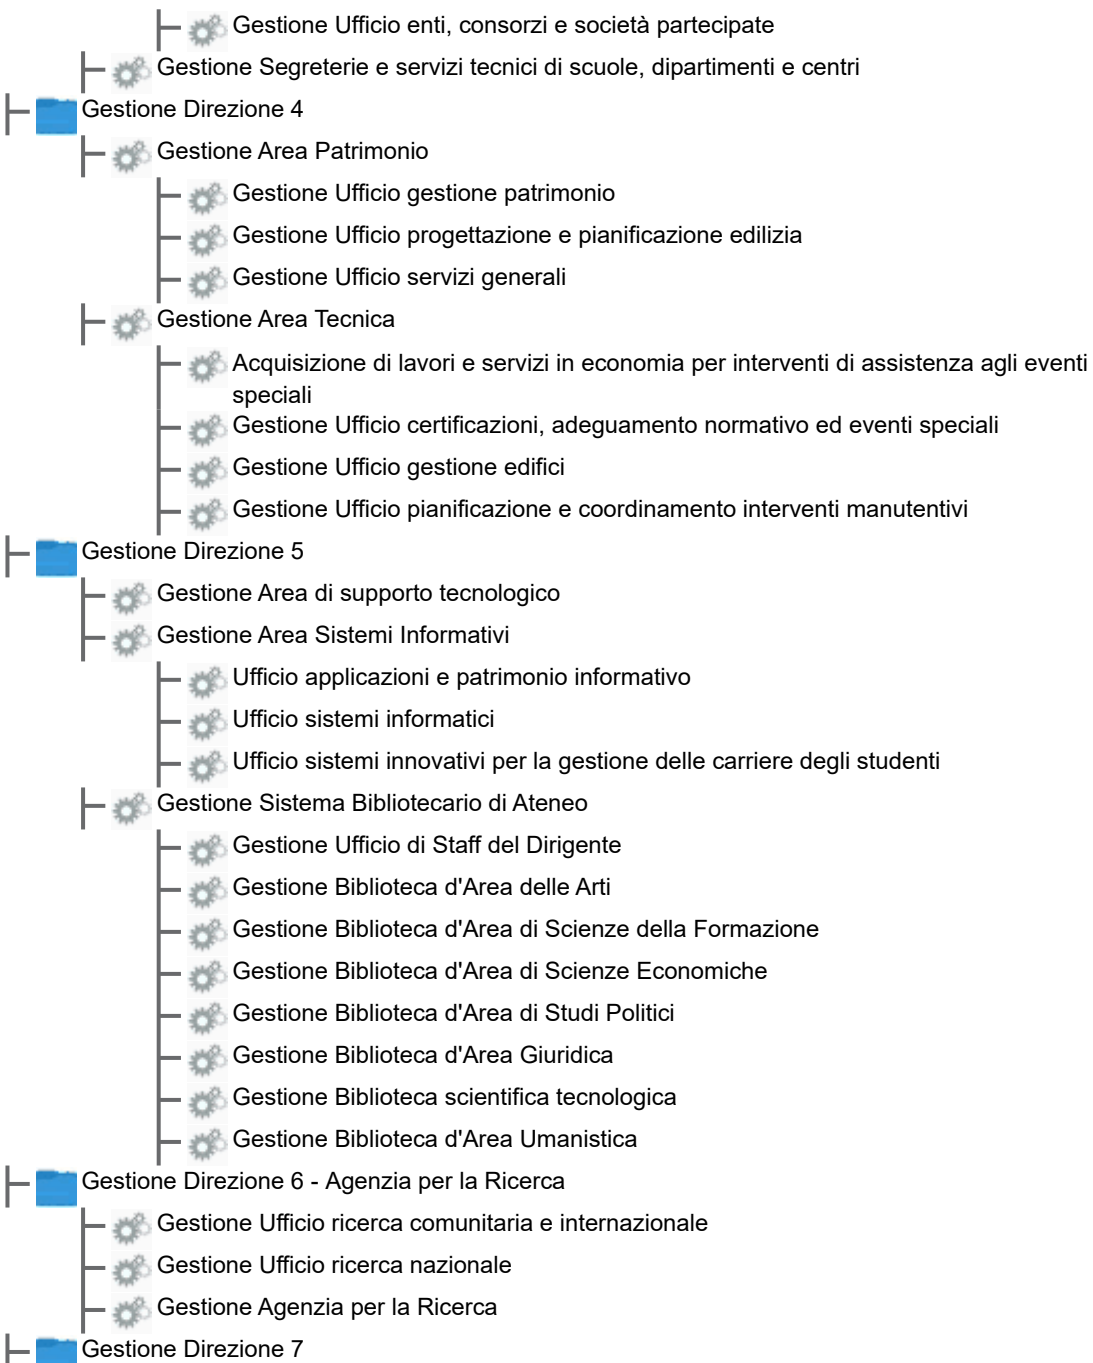 Gestione Ufficio enti, consorzi e società partecipate
Gestione Segreterie e servizi tecnici di scuole, dipartimenti e centri
Gestione Direzione 4
Gestione Area Patrimonio
Gestione Ufficio gestione patrimonio
Gestione Ufficio progettazione e pianificazione edilizia
Gestione Ufficio servizi generali
Gestione Area Tecnica
Acquisizione di lavori e servizi in economia per interventi di assistenza agli eventi
speciali
Gestione Ufficio certificazioni, adeguamento normativo ed eventi speciali
Gestione Ufficio gestione edifici
Gestione Ufficio pianificazione e coordinamento interventi manutentivi
Gestione Direzione 5
Gestione Area di supporto tecnologico
Gestione Area Sistemi Informativi
Ufficio applicazioni e patrimonio informativo
Ufficio sistemi informatici
Ufficio sistemi innovativi per la gestione delle carriere degli studenti
Gestione Sistema Bibliotecario di Ateneo
Gestione Ufficio di Staff del Dirigente
Gestione Biblioteca d'Area delle Arti
Gestione Biblioteca d'Area di Scienze della Formazione
Gestione Biblioteca d'Area di Scienze Economiche
Gestione Biblioteca d'Area di Studi Politici
Gestione Biblioteca d'Area Giuridica
Gestione Biblioteca scientifica tecnologica
Gestione Biblioteca d'Area Umanistica
Gestione Direzione 6 - Agenzia per la Ricerca
Gestione Ufficio ricerca comunitaria e internazionale
Gestione Ufficio ricerca nazionale
Gestione Agenzia per la Ricerca
Gestione Direzione 7